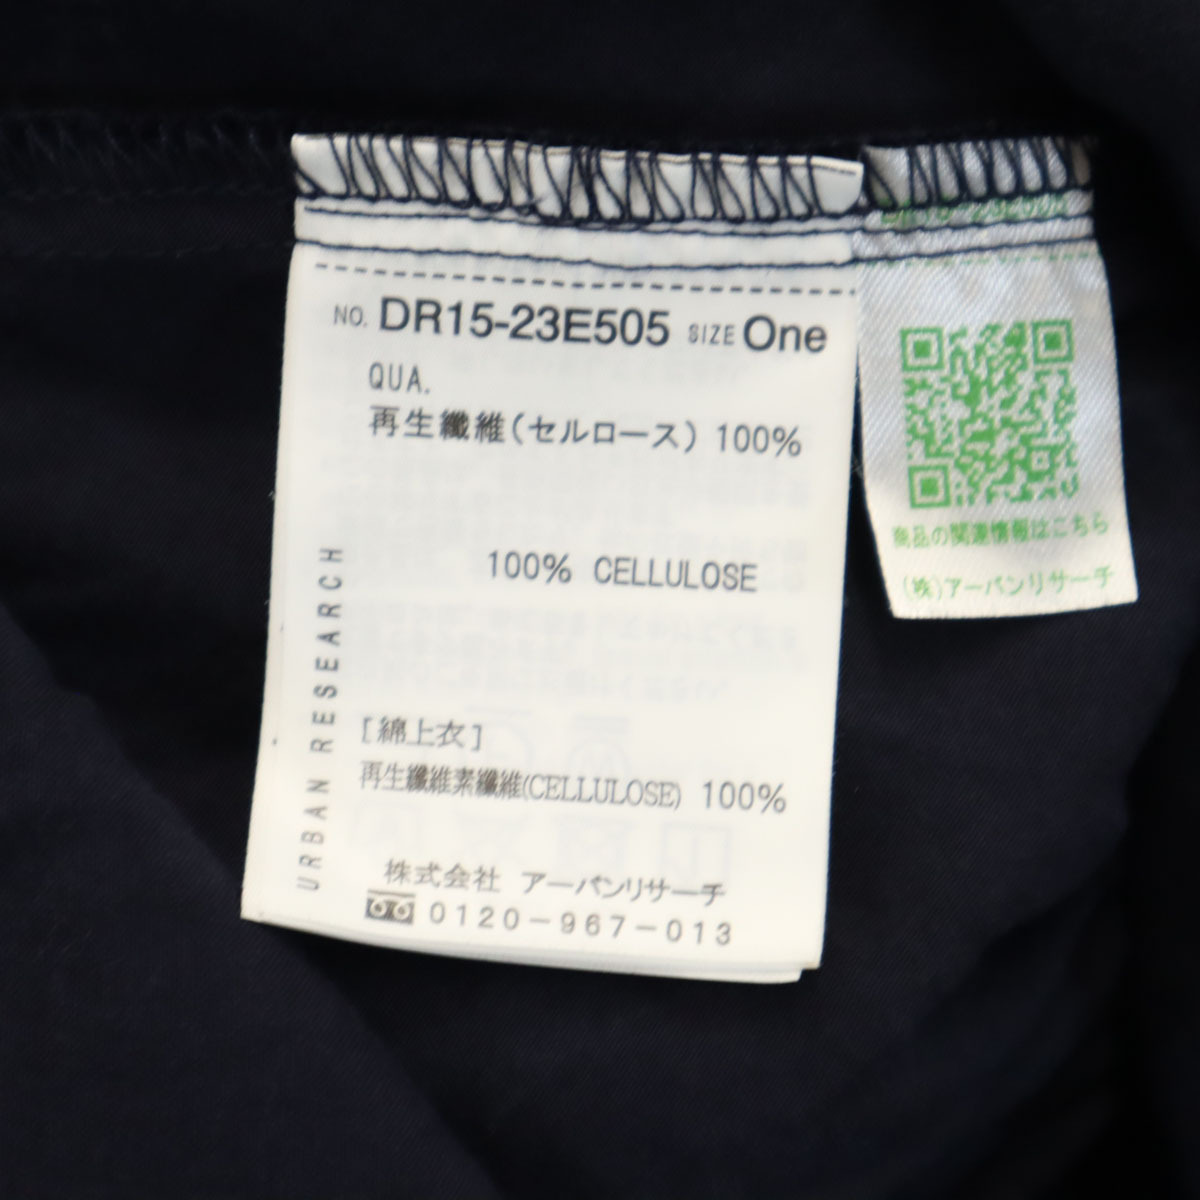 NO. DR15-23E505 SIZE One
QUA.
再生繊維(セルロース) 100%
100% CELLULOSE
URBAN RESEARCH
[綿上衣]
再生纖維素纖維(CELLULOSE) 100%
株式会社 アーバンリサーチ
0120-967-013
商品の関連情報はこちら
(株)アーバンリサーチ